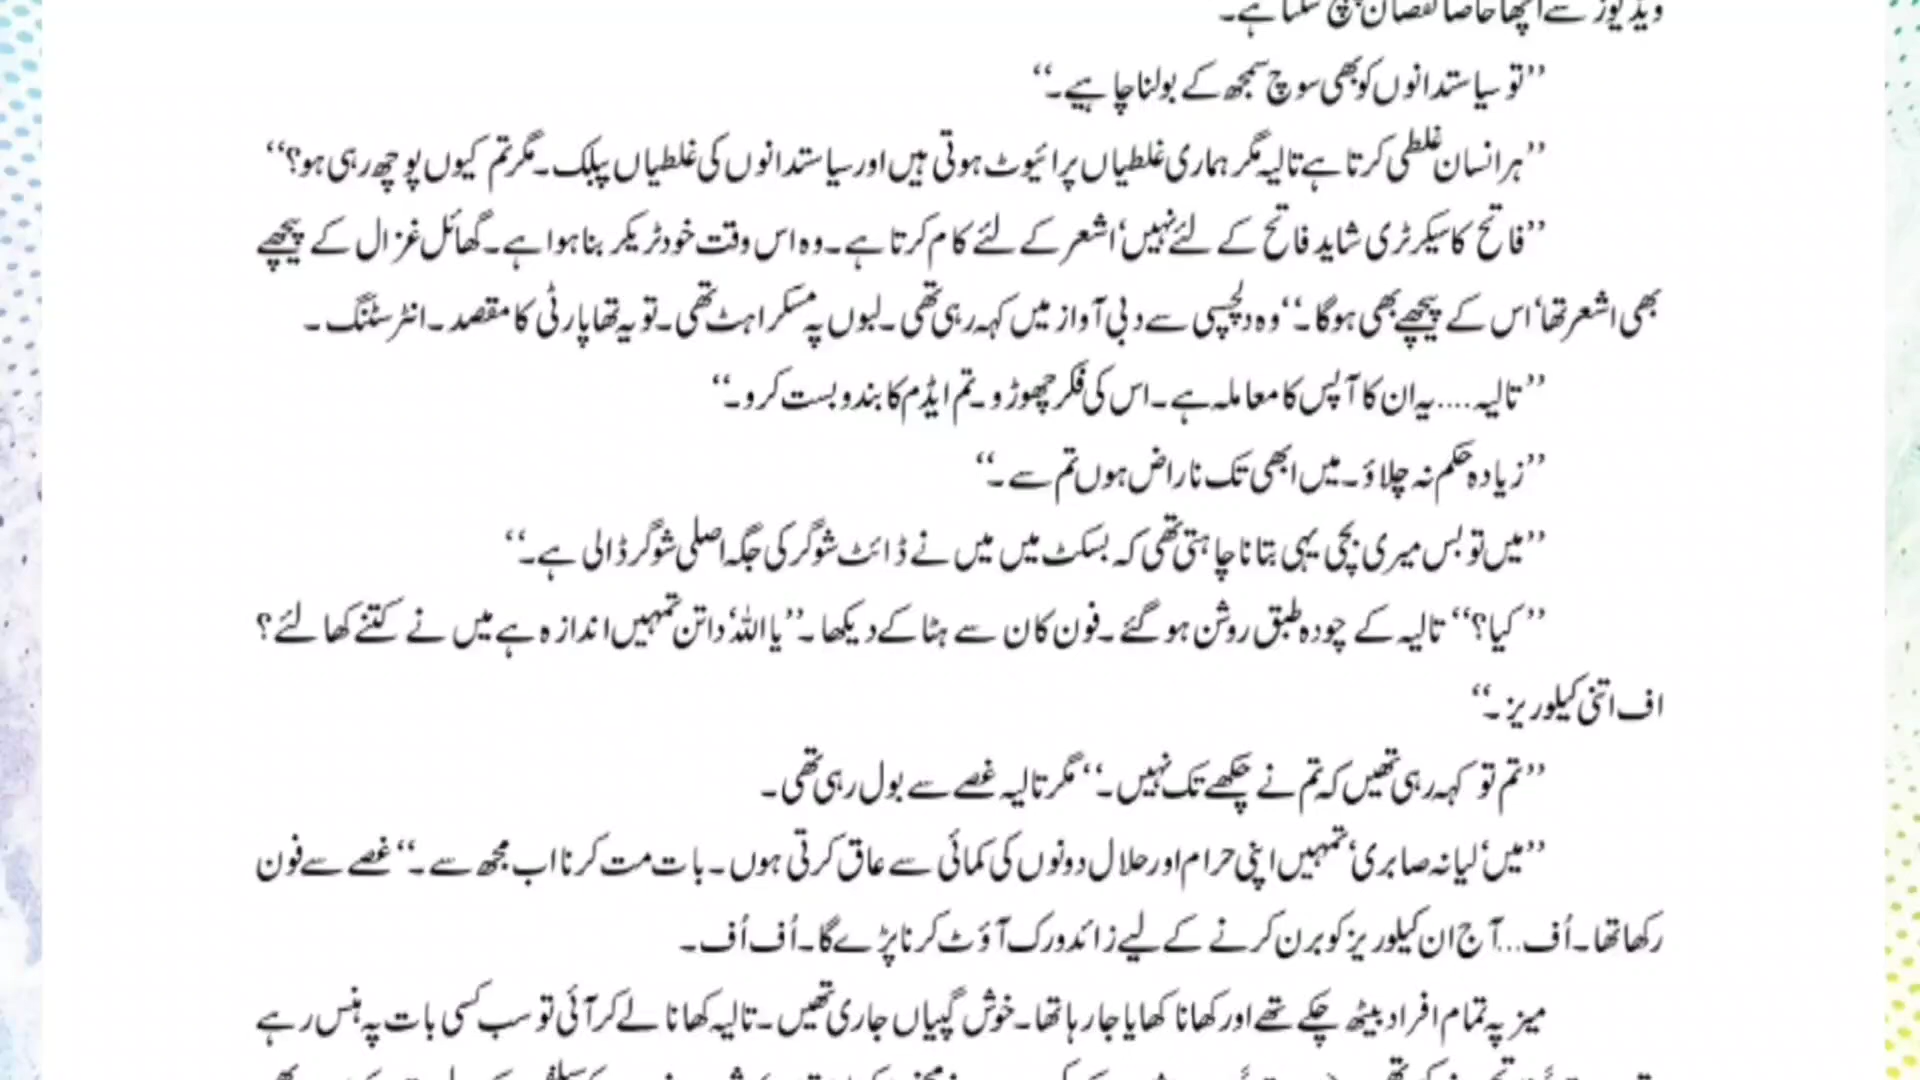 ویڈیوز سے اچھا خاصا نقصان پہنچ سکتا ہے۔
’’تو سیاستدانوں کو بھی سوچ سمجھ کے بولنا چاہیے۔‘‘
’’ہر انسان غلطی کرتا ہے تالیہ مگر ہماری غلطیاں پرائیوٹ ہوتی ہیں اور سیاستدانوں کی غلطیاں پبلک۔ مگر تم کیوں پوچھ رہی ہو؟‘‘
’’فاتح کا سیکرٹری شاید فاتح کے لئے نہیں‘ اشعر کے لئے کام کرتا ہے۔ وہ اس وقت خود ٹریکر بنا ہوا ہے۔ گھائل غزال کے پیچھے
بھی اشعر تھا‘ اس کے پیچھے بھی ہوگا۔‘‘ وہ دلچسپی سے دبی آواز میں کہہ رہی تھی۔ لبوں پہ مسکراہٹ تھی۔ تو یہ تھا پارٹی کا مقصد۔ انٹرسٹنگ۔
’’تالیہ.... یہ ان کا آپس کا معاملہ ہے۔ اس کی فکر چھوڑو۔ تم ایڈم کا بندوبست کرو۔‘‘
’’زیادہ حکم نہ چلاؤ۔ میں ابھی تک ناراض ہوں تم سے۔‘‘
’’میں تو بس میری بچی یہی بتانا چاہتی تھی کہ بسکٹ میں میں نے ڈائٹ شوگر کی جگہ اصلی شوگر ڈالی ہے۔‘‘
’’کیا؟‘‘ تالیہ کے چودہ طبق روشن ہو گئے۔ فون کان سے ہٹا کے دیکھا۔ ’’یا اللہ‘ داتن تمہیں اندازہ ہے میں نے کتنے کھا لئے؟
اف اتنی کیلوریز۔‘‘
’’تم تو کہہ رہی تھیں کہ تم نے چکھے تک نہیں۔‘‘ مگر تالیہ غصے سے بول رہی تھی۔
’’میں‘ لیانہ صابری‘ تمہیں اپنی حرام اور حلال دونوں کی کمائی سے عاق کرتی ہوں۔ بات مت کرنا اب مجھ سے۔‘‘ غصے سے فون
رکھا تھا۔ اُف... آج ان کیلوریز کو برن کرنے کے لیے زائد ورک آؤٹ کرنا پڑے گا۔ اُف اُف۔
میز پہ تمام افراد بیٹھ چکے تھے اور کھانا کھایا جا رہا تھا۔ خوش گپیاں جاری تھیں۔ تالیہ کھانا لے کر آئی تو سب کسی بات پہ ہنس رہے